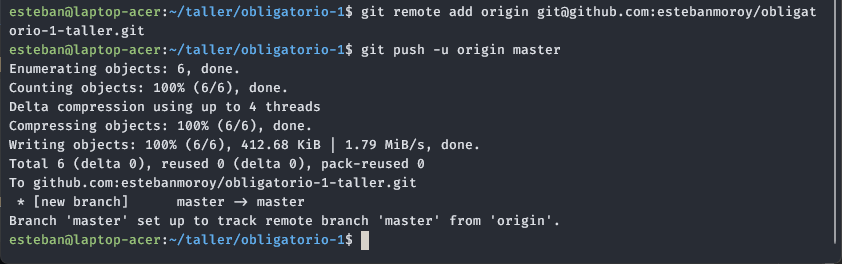 esteban@laptop-acer:~/taller/obligatorio-1$ git remote add origin git@github.com:estebanmoroy/obligat
orio-1-taller.git
esteban@laptop-acer:~/taller/obligatorio-1$ git push -u origin master
Enumerating objects: 6, done.
Counting objects: 100% (6/6), done.
Delta compression using up to 4 threads
Compressing objects: 100% (6/6), done.
Writing objects: 100% (6/6), 412.68 KiB | 1.79 MiB/s, done.
Total 6 (delta 0), reused 0 (delta 0), pack-reused 0
To github.com:estebanmoroy/obligatorio-1-taller.git
 * [new branch]      master -> master
Branch 'master' set up to track remote branch 'master' from 'origin'.
esteban@laptop-acer:~/taller/obligatorio-1$